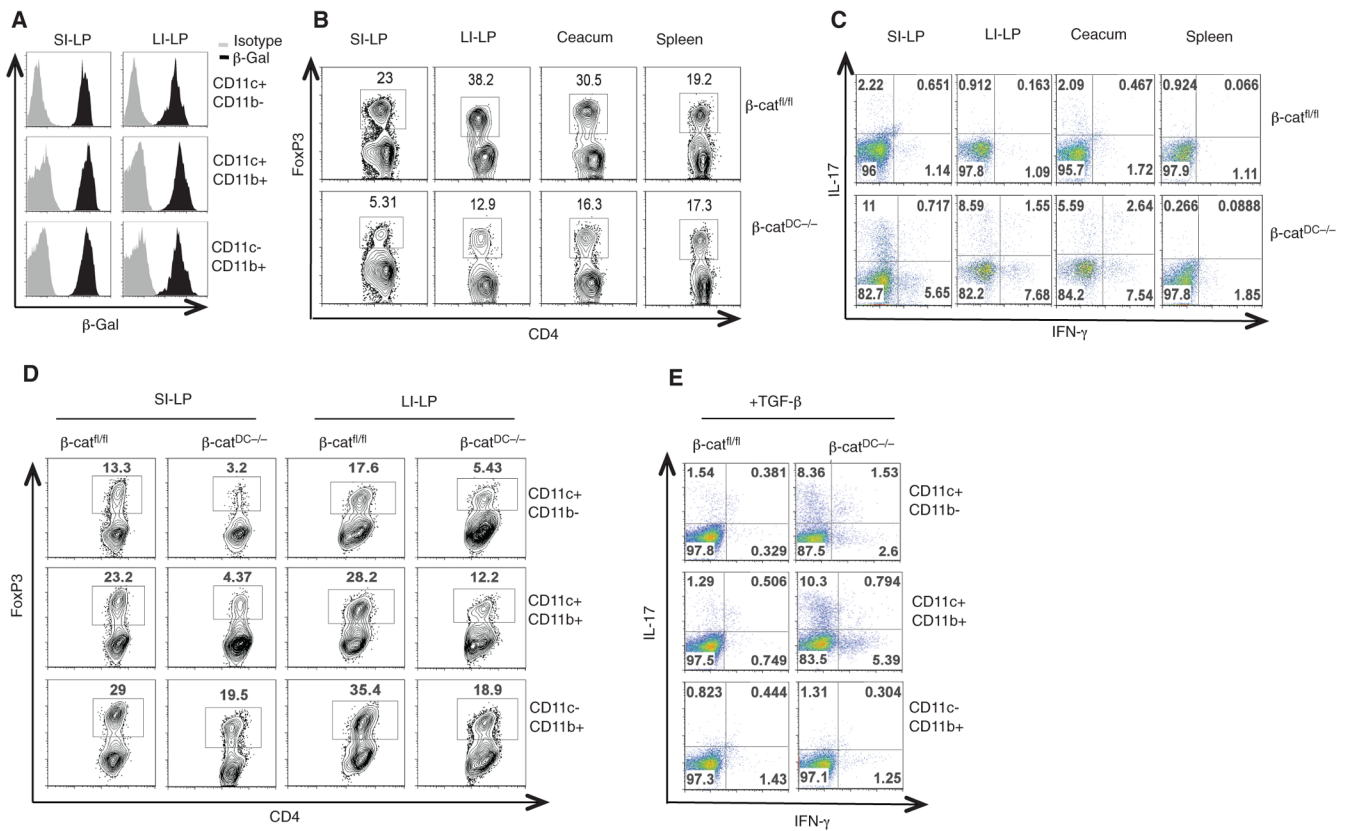 A
SI-LP LI-LP
Isotype
β-Gal
CD11c+
CD11b-
CD11c+
CD11b+
CD11c-
CD11b+
β-Gal
B
SI-LP LI-LP Ceacum Spleen
23 38.2 30.5 19.2
β-catfl/fl
5.31 12.9 16.3 17.3
β-catDC–/–
FoxP3
CD4
C
SI-LP LI-LP Ceacum Spleen
2.22 0.651 0.912 0.163 2.09 0.467 0.924 0.066
β-catfl/fl
96 1.14 97.8 1.09 95.7 1.72 97.9 1.11
11 0.717 8.59 1.55 5.59 2.64 0.266 0.0888
β-catDC–/–
82.7 5.65 82.2 7.68 84.2 7.54 97.8 1.85
IL-17
IFN-γ
D
SI-LP LI-LP
β-catfl/fl β-catDC–/– β-catfl/fl β-catDC–/–
13.3 3.2 17.6 5.43
CD11c+
CD11b-
23.2 4.37 28.2 12.2
CD11c+
CD11b+
29 19.5 35.4 18.9
CD11c-
CD11b+
FoxP3
CD4
E
+TGF-β
β-catfl/fl β-catDC–/–
1.54 0.381 8.36 1.53
CD11c+
CD11b-
97.8 0.329 87.5 2.6
1.29 0.506 10.3 0.794
CD11c+
CD11b+
97.5 0.749 83.5 5.39
0.823 0.444 1.31 0.304
CD11c-
CD11b+
97.3 1.43 97.1 1.25
IL-17
IFN-γ